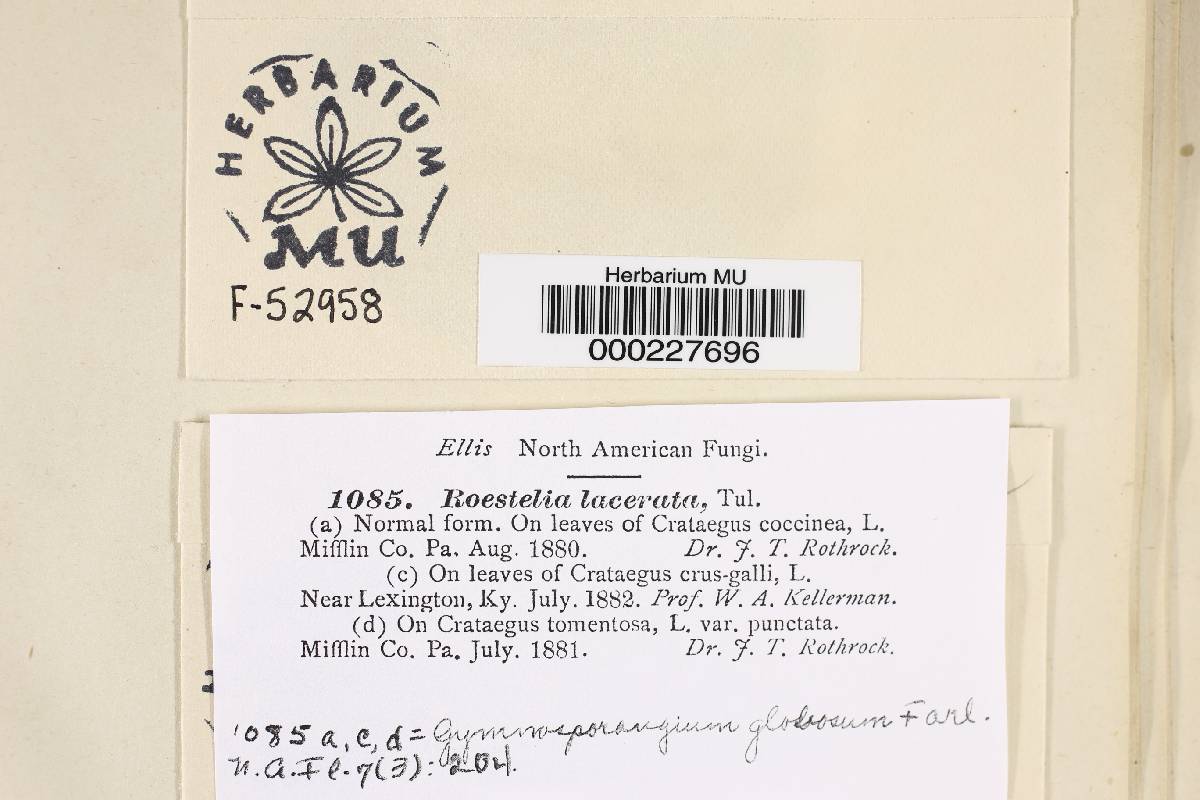 HERBARIUM
MU
F-52958
Herbarium MU
000227696
Ellis North American Fungi.
1085. Roestelia lacerata, Tul.
(a) Normal form. On leaves of Crataegus coccinea, L.
Mifflin Co. Pa. Aug. 1880. Dr. J. T. Rothrock.
(c) On leaves of Crataegus crus-galli, L.
Near Lexington, Ky. July. 1882. Prof. W. A. Kellerman.
(d) On Crataegus tomentosa, L. var. punctata.
Mifflin Co. Pa. July. 1881. Dr. J. T. Rothrock.
1085 a, c, d = Gymnosporangium globosum Farl.
N.A.Fl. 7(3): 204.